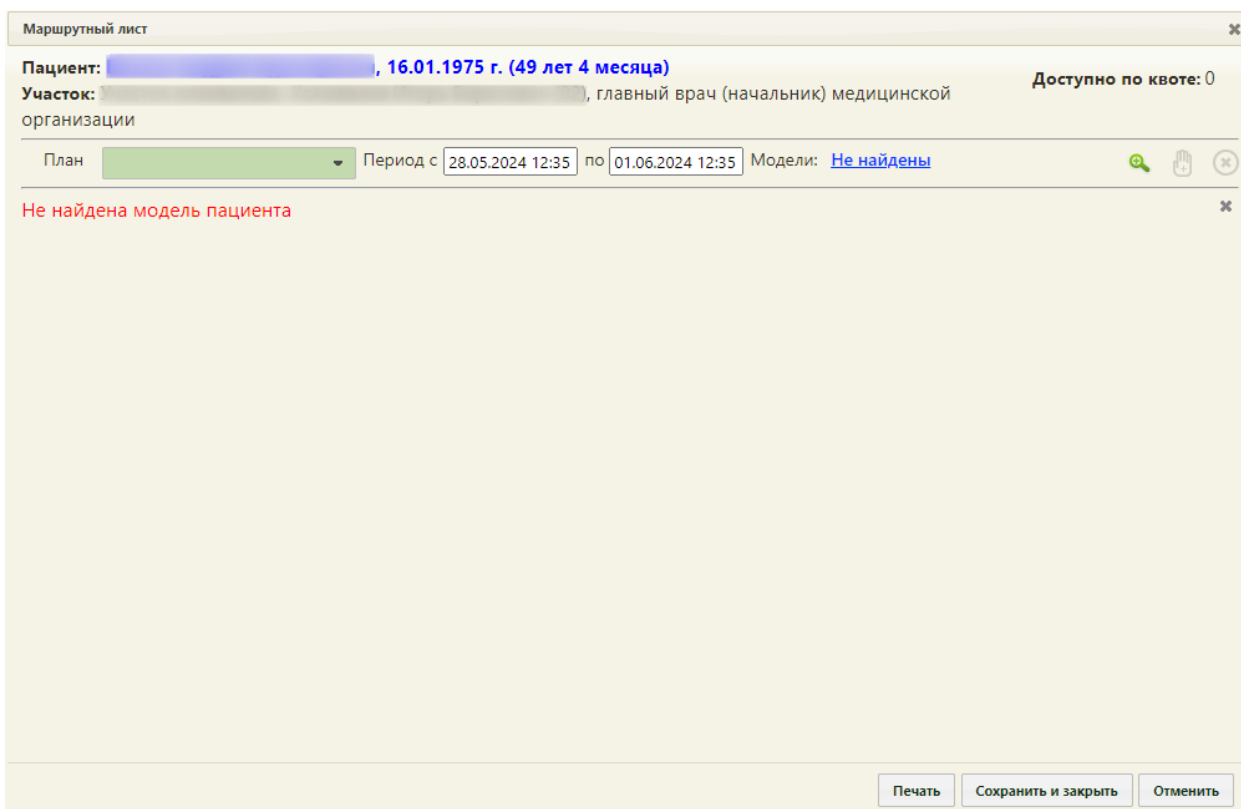 Маршрутный лист
Пациент: , 16.01.1975 г. (49 лет 4 месяца)
Доступно по квоте: 0
Участок: ), главный врач (начальник) медицинской
организации
План Период с 28.05.2024 12:35 по 01.06.2024 12:35 Модели: Не найдены
Не найдена модель пациента
Печать Сохранить и закрыть Отменить